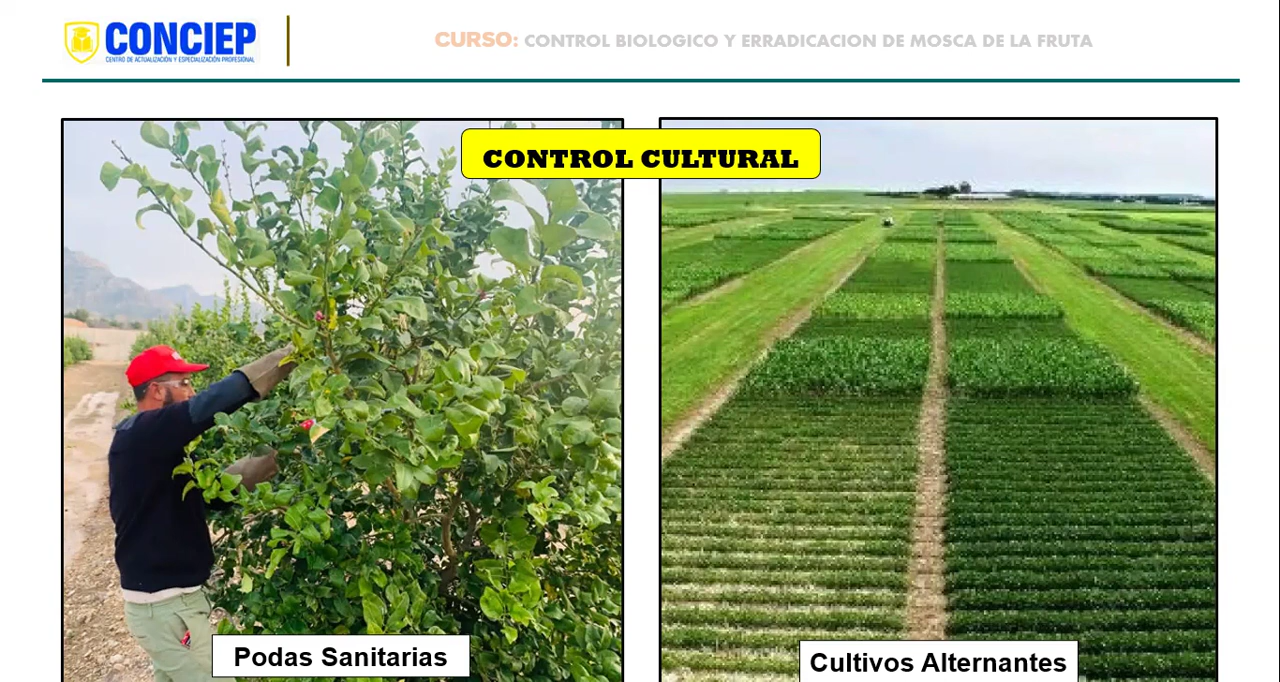 CONCIEP
CENTRO DE ACTUALIZACIÓN Y ESPECIALIZACIÓN PROFESIONAL
CURSO: CONTROL BIOLOGICO Y ERRADICACION DE MOSCA DE LA FRUTA
CONTROL CULTURAL
Podas Sanitarias
Cultivos Alternantes